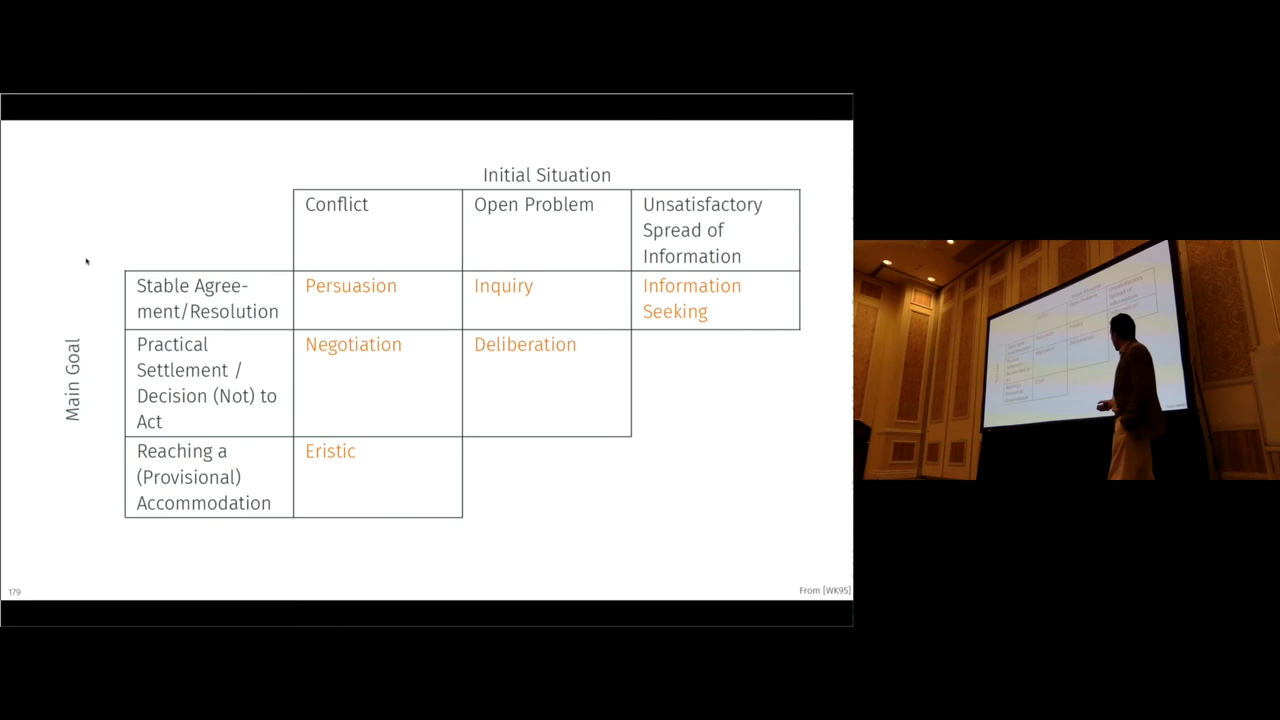 Initial Situation
Conflict
Open Problem
Unsatisfactory
Spread of
Information
Main Goal
Stable Agree-
ment/Resolution
Persuasion
Inquiry
Information
Seeking
Practical
Settlement /
Decision (Not) to
Act
Negotiation
Deliberation
Reaching a
(Provisional)
Accommodation
Eristic
179
From [WK95]